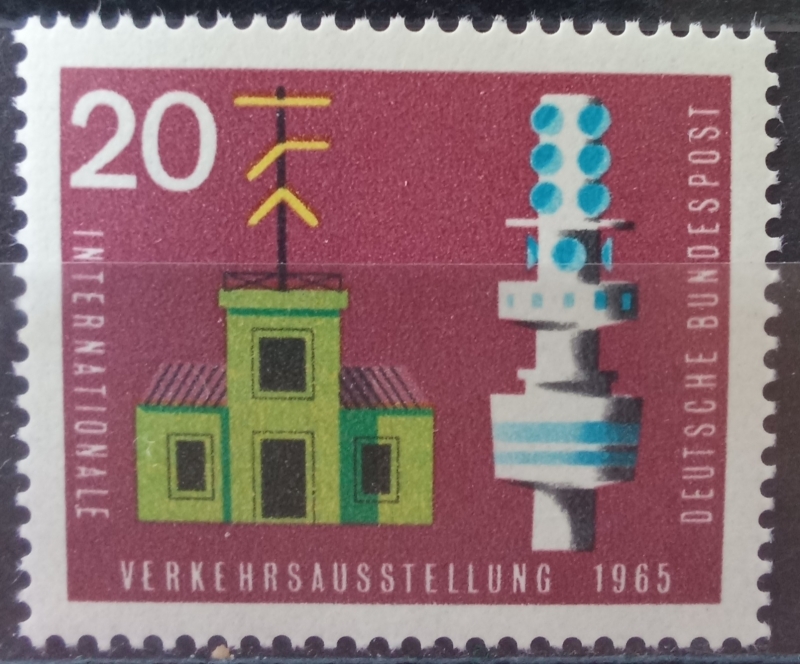 20
INTERNATIONALE
VERKEHRSAUSSTELLUNG 1965
DEUTSCHE BUNDESPOST